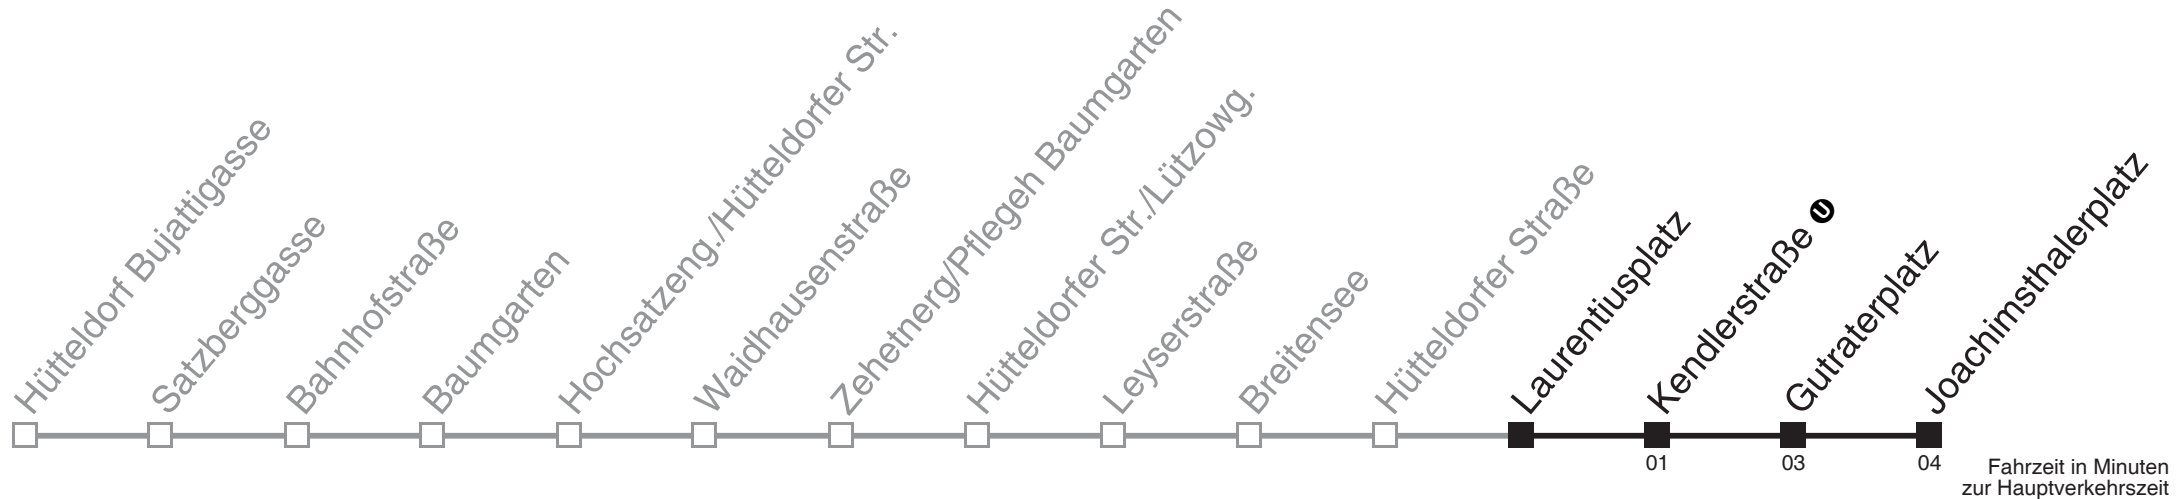 Hütteldorf Bujattigasse
Satzberggasse
Bahnhofstraße
Baumgarten
Hochsatzeng./Hütteldorfer Str.
Waidhausenstraße
Zehetnerg/Pflegeh Baumgarten
Hütteldorfer Str./Lützowg.
Leyserstraße
Breitensee
Hütteldorfer Straße
Laurentiusplatz
Kendlerstraße U
Gutraterplatz
Joachimsthalerplatz
01
03
04
Fahrzeit in Minuten
zur Hauptverkehrszeit